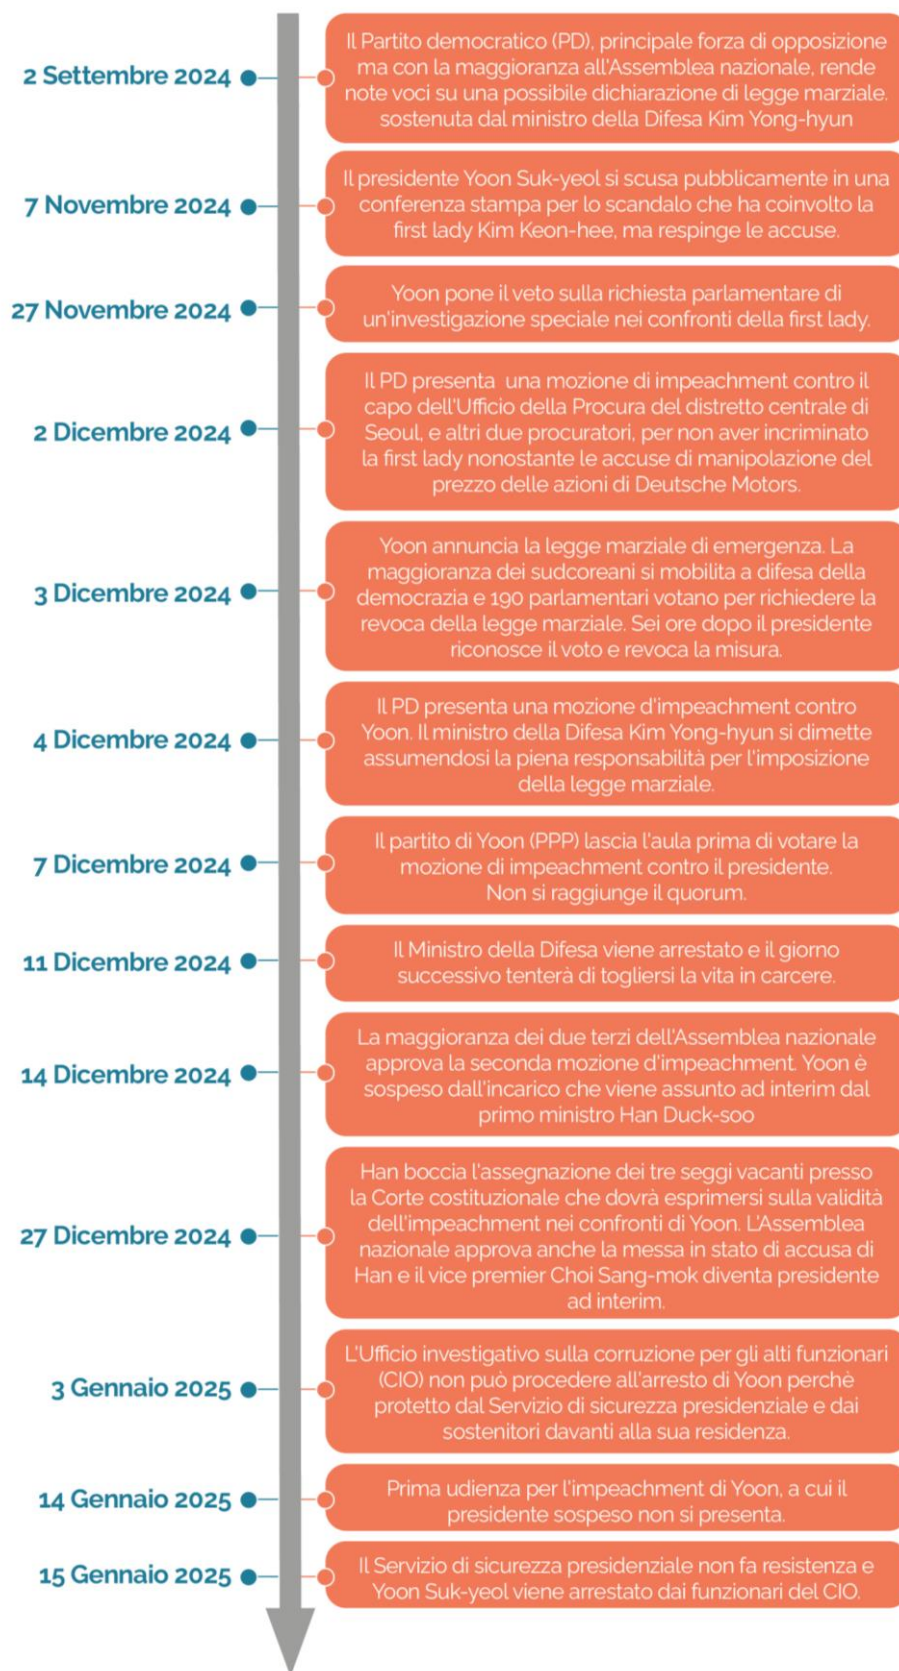 2 Settembre 2024
Il Partito democratico (PD), principale forza di opposizione
ma con la maggioranza all'Assemblea nazionale, rende
note voci su una possibile dichiarazione di legge marziale.
sostenuta dal ministro della Difesa Kim Yong-hyun
7 Novembre 2024
Il presidente Yoon Suk-yeol si scusa pubblicamente in una
conferenza stampa per lo scandalo che ha coinvolto la
first lady Kim Keon-hee, ma respinge le accuse.
27 Novembre 2024
Yoon pone il veto sulla richiesta parlamentare di
un'investigazione speciale nei confronti della first lady.
2 Dicembre 2024
Il PD presenta una mozione di impeachment contro il
capo dell'Ufficio della Procura del distretto centrale di
Seoul, e altri due procuratori, per non aver incriminato
la first lady nonostante le accuse di manipolazione del
prezzo delle azioni di Deutsche Motors.
3 Dicembre 2024
Yoon annuncia la legge marziale di emergenza. La
maggioranza dei sudcoreani si mobilita a difesa della
democrazia e 190 parlamentari votano per richiedere la
revoca della legge marziale. Sei ore dopo il presidente
riconosce il voto e revoca la misura.
4 Dicembre 2024
Il PD presenta una mozione d'impeachment contro
Yoon. Il ministro della Difesa Kim Yong-hyun si dimette
assumendosi la piena responsabilità per l'imposizione
della legge marziale.
7 Dicembre 2024
Il partito di Yoon (PPP) lascia l'aula prima di votare la
mozione di impeachment contro il presidente.
Non si raggiunge il quorum.
11 Dicembre 2024
Il Ministro della Difesa viene arrestato e il giorno
successivo tenterà di togliersi la vita in carcere.
14 Dicembre 2024
La maggioranza dei due terzi dell'Assemblea nazionale
approva la seconda mozione d'impeachment. Yoon è
sospeso dall'incarico che viene assunto ad interim dal
primo ministro Han Duck-soo
27 Dicembre 2024
Han boccia l'assegnazione dei tre seggi vacanti presso
la Corte costituzionale che dovrà esprimersi sulla validità
dell'impeachment nei confronti di Yoon. L'Assemblea
nazionale approva anche la messa in stato di accusa di
Han e il vice premier Choi Sang-mok diventa presidente
ad interim.
3 Gennaio 2025
L'Ufficio investigativo sulla corruzione per gli alti funzionari
(CIO) non può procedere all'arresto di Yoon perchè
protetto dal Servizio di sicurezza presidenziale e dai
sostenitori davanti alla sua residenza.
14 Gennaio 2025
Prima udienza per l'impeachment di Yoon, a cui il
presidente sospeso non si presenta.
15 Gennaio 2025
Il Servizio di sicurezza presidenziale non fa resistenza e
Yoon Suk-yeol viene arrestato dai funzionari del CIO.